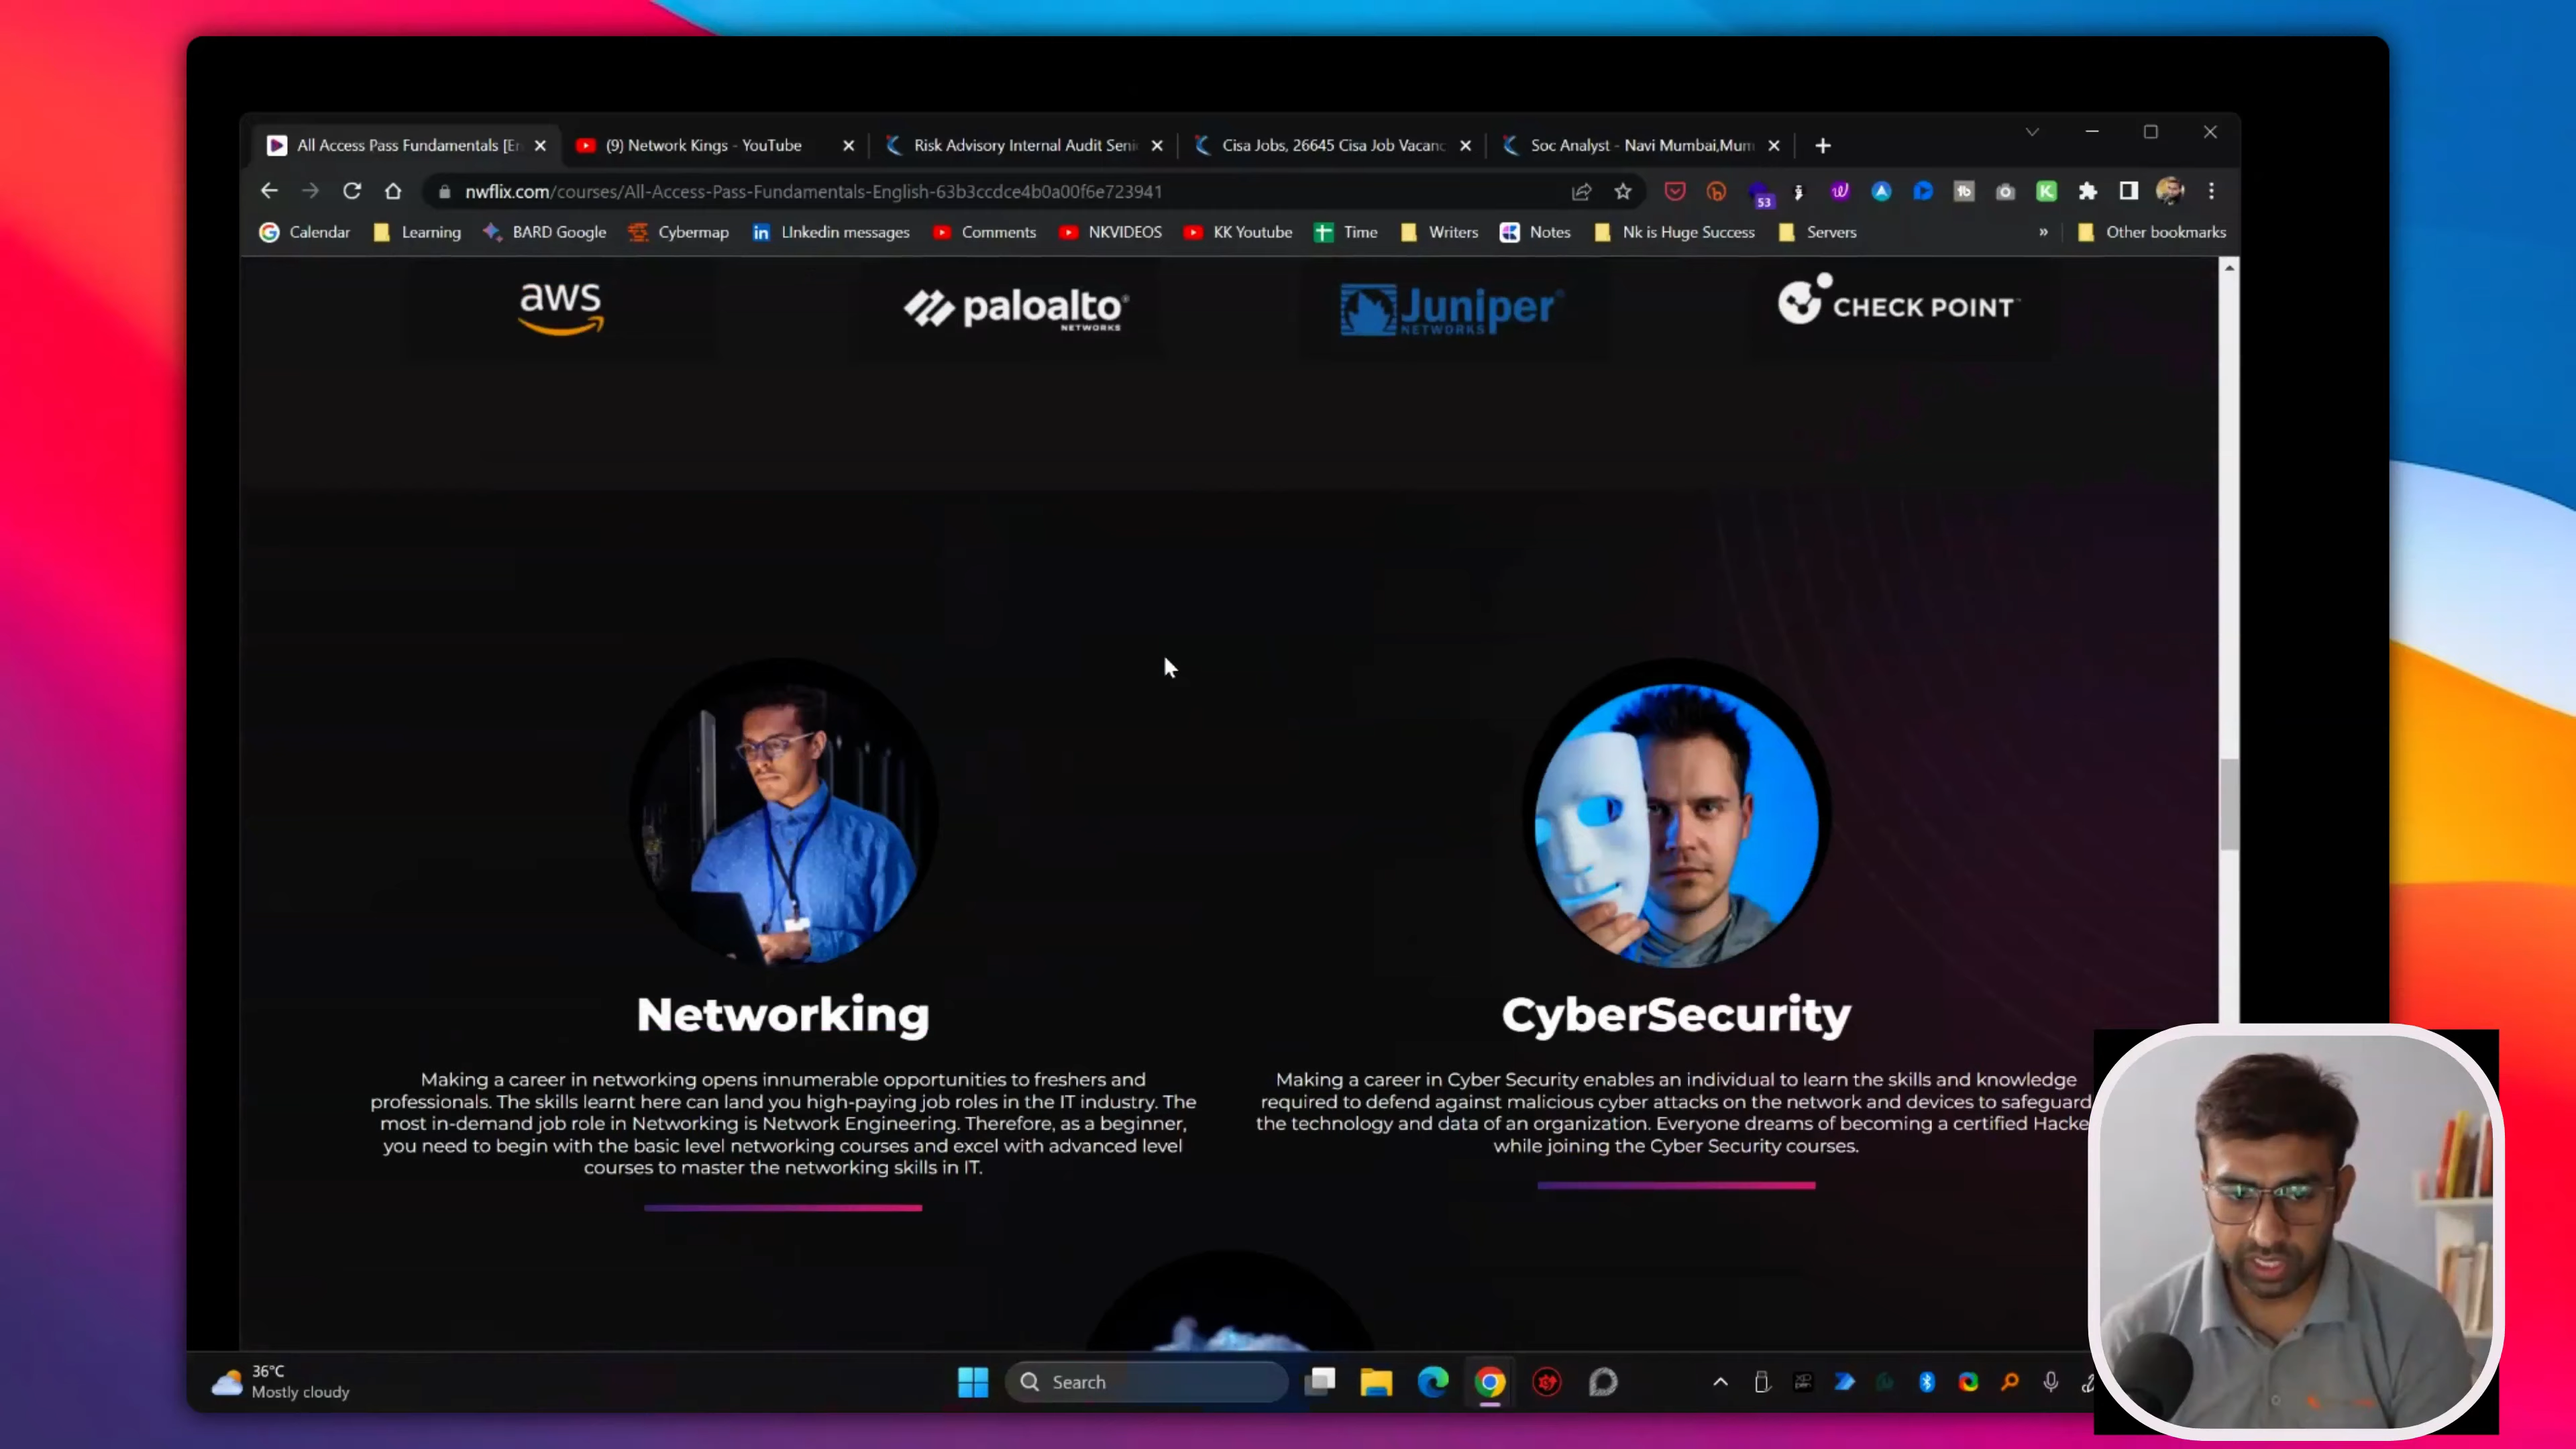 All Access Pass Fundamentals [En
(9) Network Kings - YouTube
Risk Advisory Internal Audit Seni
Cisa Jobs, 26645 Cisa Job Vacanc
Soc Analyst - Navi Mumbai,Mum
nwflix.com/courses/All-Access-Pass-Fundamentals-English-63b3ccdce4b0a00f6e723941
53
Calendar
Learning
BARD Google
Cybermap
LInkedin messages
Comments
NKVIDEOS
KK Youtube
Time
Writers
Notes
Nk is Huge Success
Servers
»
Other bookmarks
aws
paloalto
NETWORKS
Juniper
NETWORKS
CHECK POINT
Networking
Making a career in networking opens innumerable opportunities to freshers and
professionals. The skills learnt here can land you high-paying job roles in the IT industry. The
most in-demand job role in Networking is Network Engineering. Therefore, as a beginner,
you need to begin with the basic level networking courses and excel with advanced level
courses to master the networking skills in IT.
CyberSecurity
Making a career in Cyber Security enables an individual to learn the skills and knowledge
required to defend against malicious cyber attacks on the network and devices to safeguard
the technology and data of an organization. Everyone dreams of becoming a certified Hacke
while joining the Cyber Security courses.
36°C
Mostly cloudy
Search